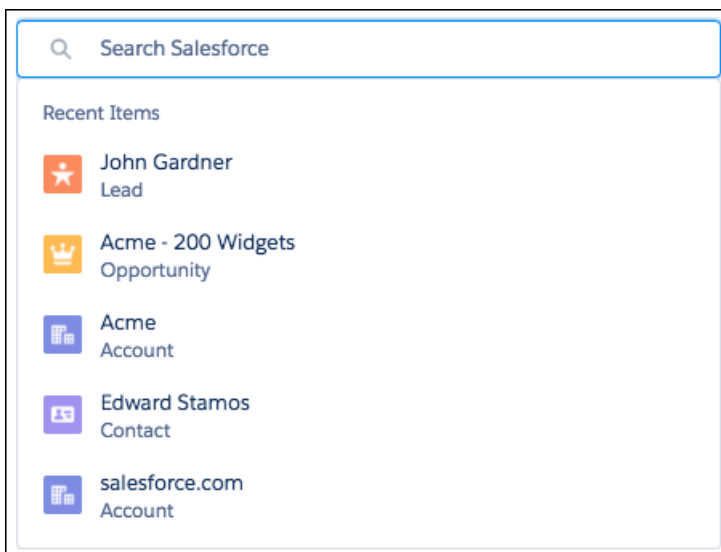 Search Salesforce
Recent Items
John Gardner
Lead
Acme - 200 Widgets
Opportunity
Acme
Account
Edward Stamos
Contact
salesforce.com
Account